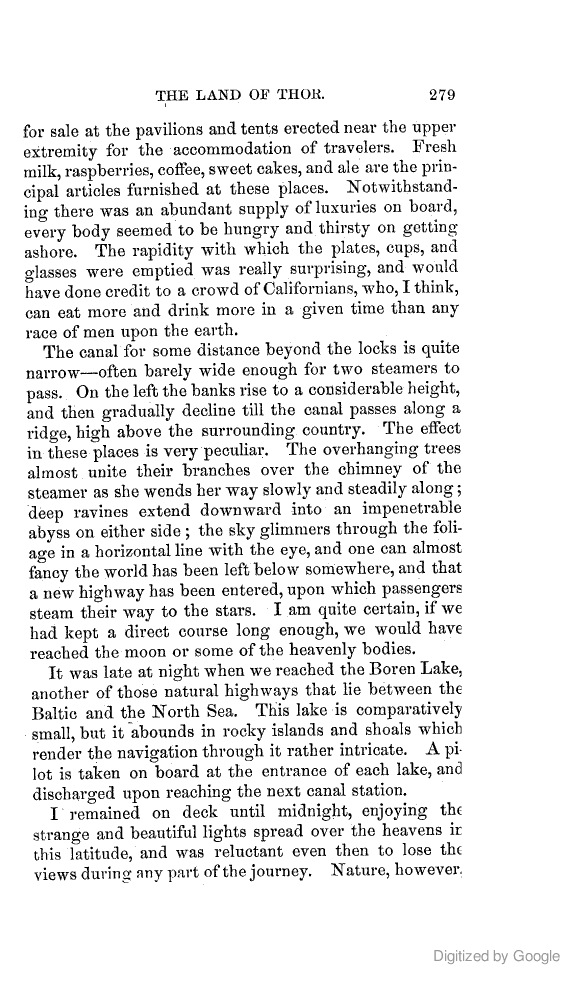 THE LAND OF THOR. 279
for sale at the pavilions and tents erected near the upper
extremity for the accommodation of travelers. Fresh
milk, raspberries, coffee, sweet cakes, and ale are the prin-
cipal articles furnished at these places. Notwithstand-
ing there was an abundant supply of luxuries on board,
every body seemed to be hungry and thirsty on getting
ashore. The rapidity with which the plates, cups, and
glasses were emptied was really surprising, and would
have done credit to a crowd of Californians, who, I think,
can eat more and drink more in a given time than any
race of men upon the earth.
The canal for some distance beyond the locks is quite
narrow—often barely wide enough for two steamers to
pass. On the left the banks rise to a considerable height,
and then gradually decline till the canal passes along a
ridge, high above the surrounding country. The effect
in these places is very peculiar. The overhanging trees
almost unite their branches over the chimney of the
steamer as she wends her way slowly and steadily along;
deep ravines extend downward into an impenetrable
abyss on either side; the sky glimmers through the foli-
age in a horizontal line with the eye, and one can almost
fancy the world has been left below somewhere, and that
a new highway has been entered, upon which passengers
steam their way to the stars. I am quite certain, if we
had kept a direct course long enough, we would have
reached the moon or some of the heavenly bodies.
It was late at night when we reached the Boren Lake,
another of those natural highways that lie between the
Baltic and the North Sea. This lake is comparatively
small, but it abounds in rocky islands and shoals which
render the navigation through it rather intricate. A pi-
lot is taken on board at the entrance of each lake, and
discharged upon reaching the next canal station.
I remained on deck until midnight, enjoying the
strange and beautiful lights spread over the heavens in
this latitude, and was reluctant even then to lose the
views during any part of the journey. Nature, however,
Digitized by Google